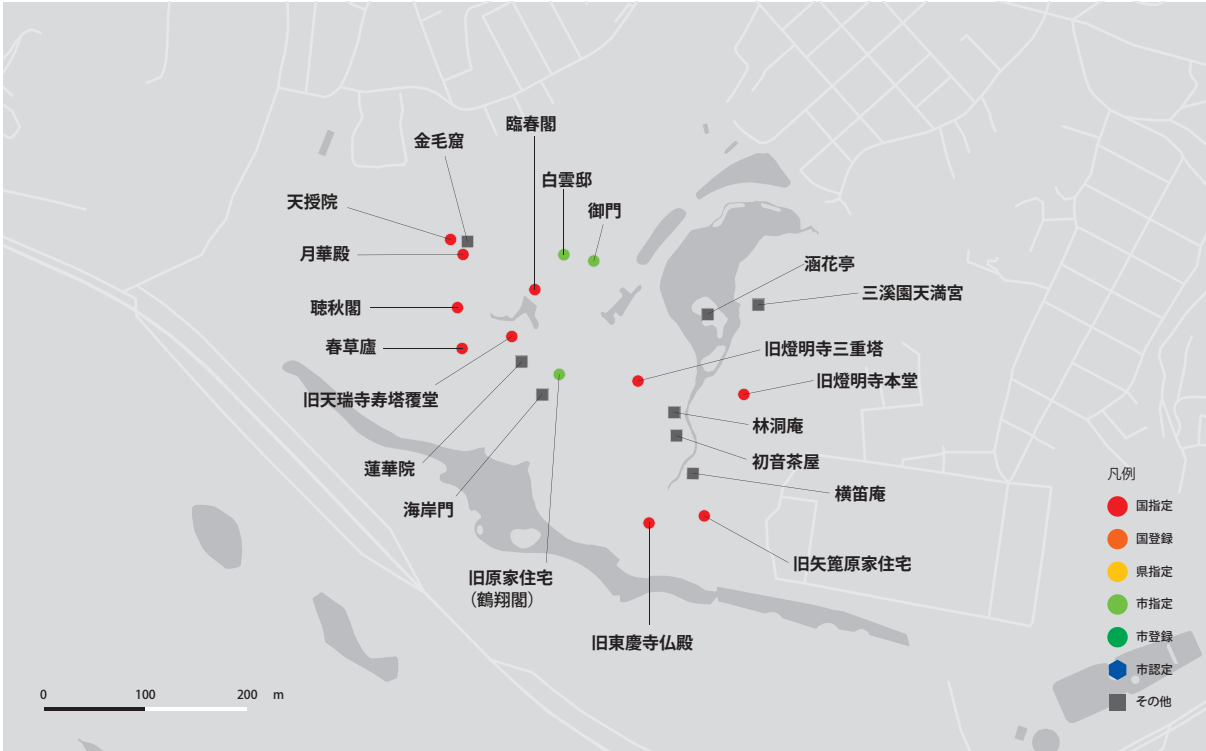 臨春閣
金毛窟
白雲邸
天授院
御門
月華殿
涵花亭
三溪園天満宮
聴秋閣
春草廬
旧燈明寺三重塔
旧燈明寺本堂
旧天瑞寺寿塔覆堂
林洞庵
初音茶屋
蓮華院
横笛庵
海岸門
旧矢箆原家住宅
旧原家住宅
（鶴翔閣）
旧東慶寺仏殿
凡例
国指定
国登録
県指定
市指定
市登録
市認定
その他
0 100 200 m